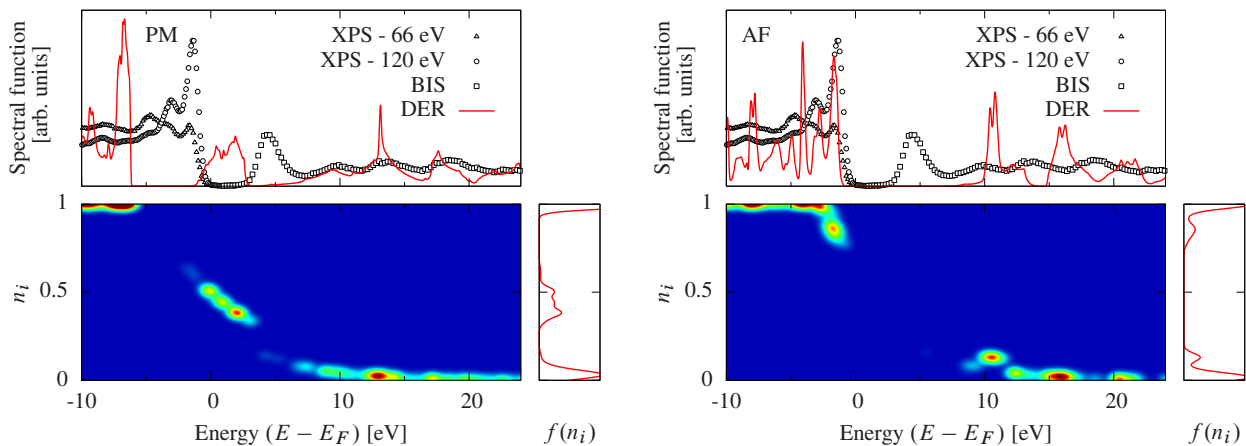 Spectral function
[arb. units]
PM
XPS - 66 eV
XPS - 120 eV
BIS
DER
1
0.5
0
n_i
-10
0
10
20
Energy (E − E_F) [eV]
f(n_i)
Spectral function
[arb. units]
AF
XPS - 66 eV
XPS - 120 eV
BIS
DER
1
0.5
0
n_i
-10
0
10
20
Energy (E − E_F) [eV]
f(n_i)